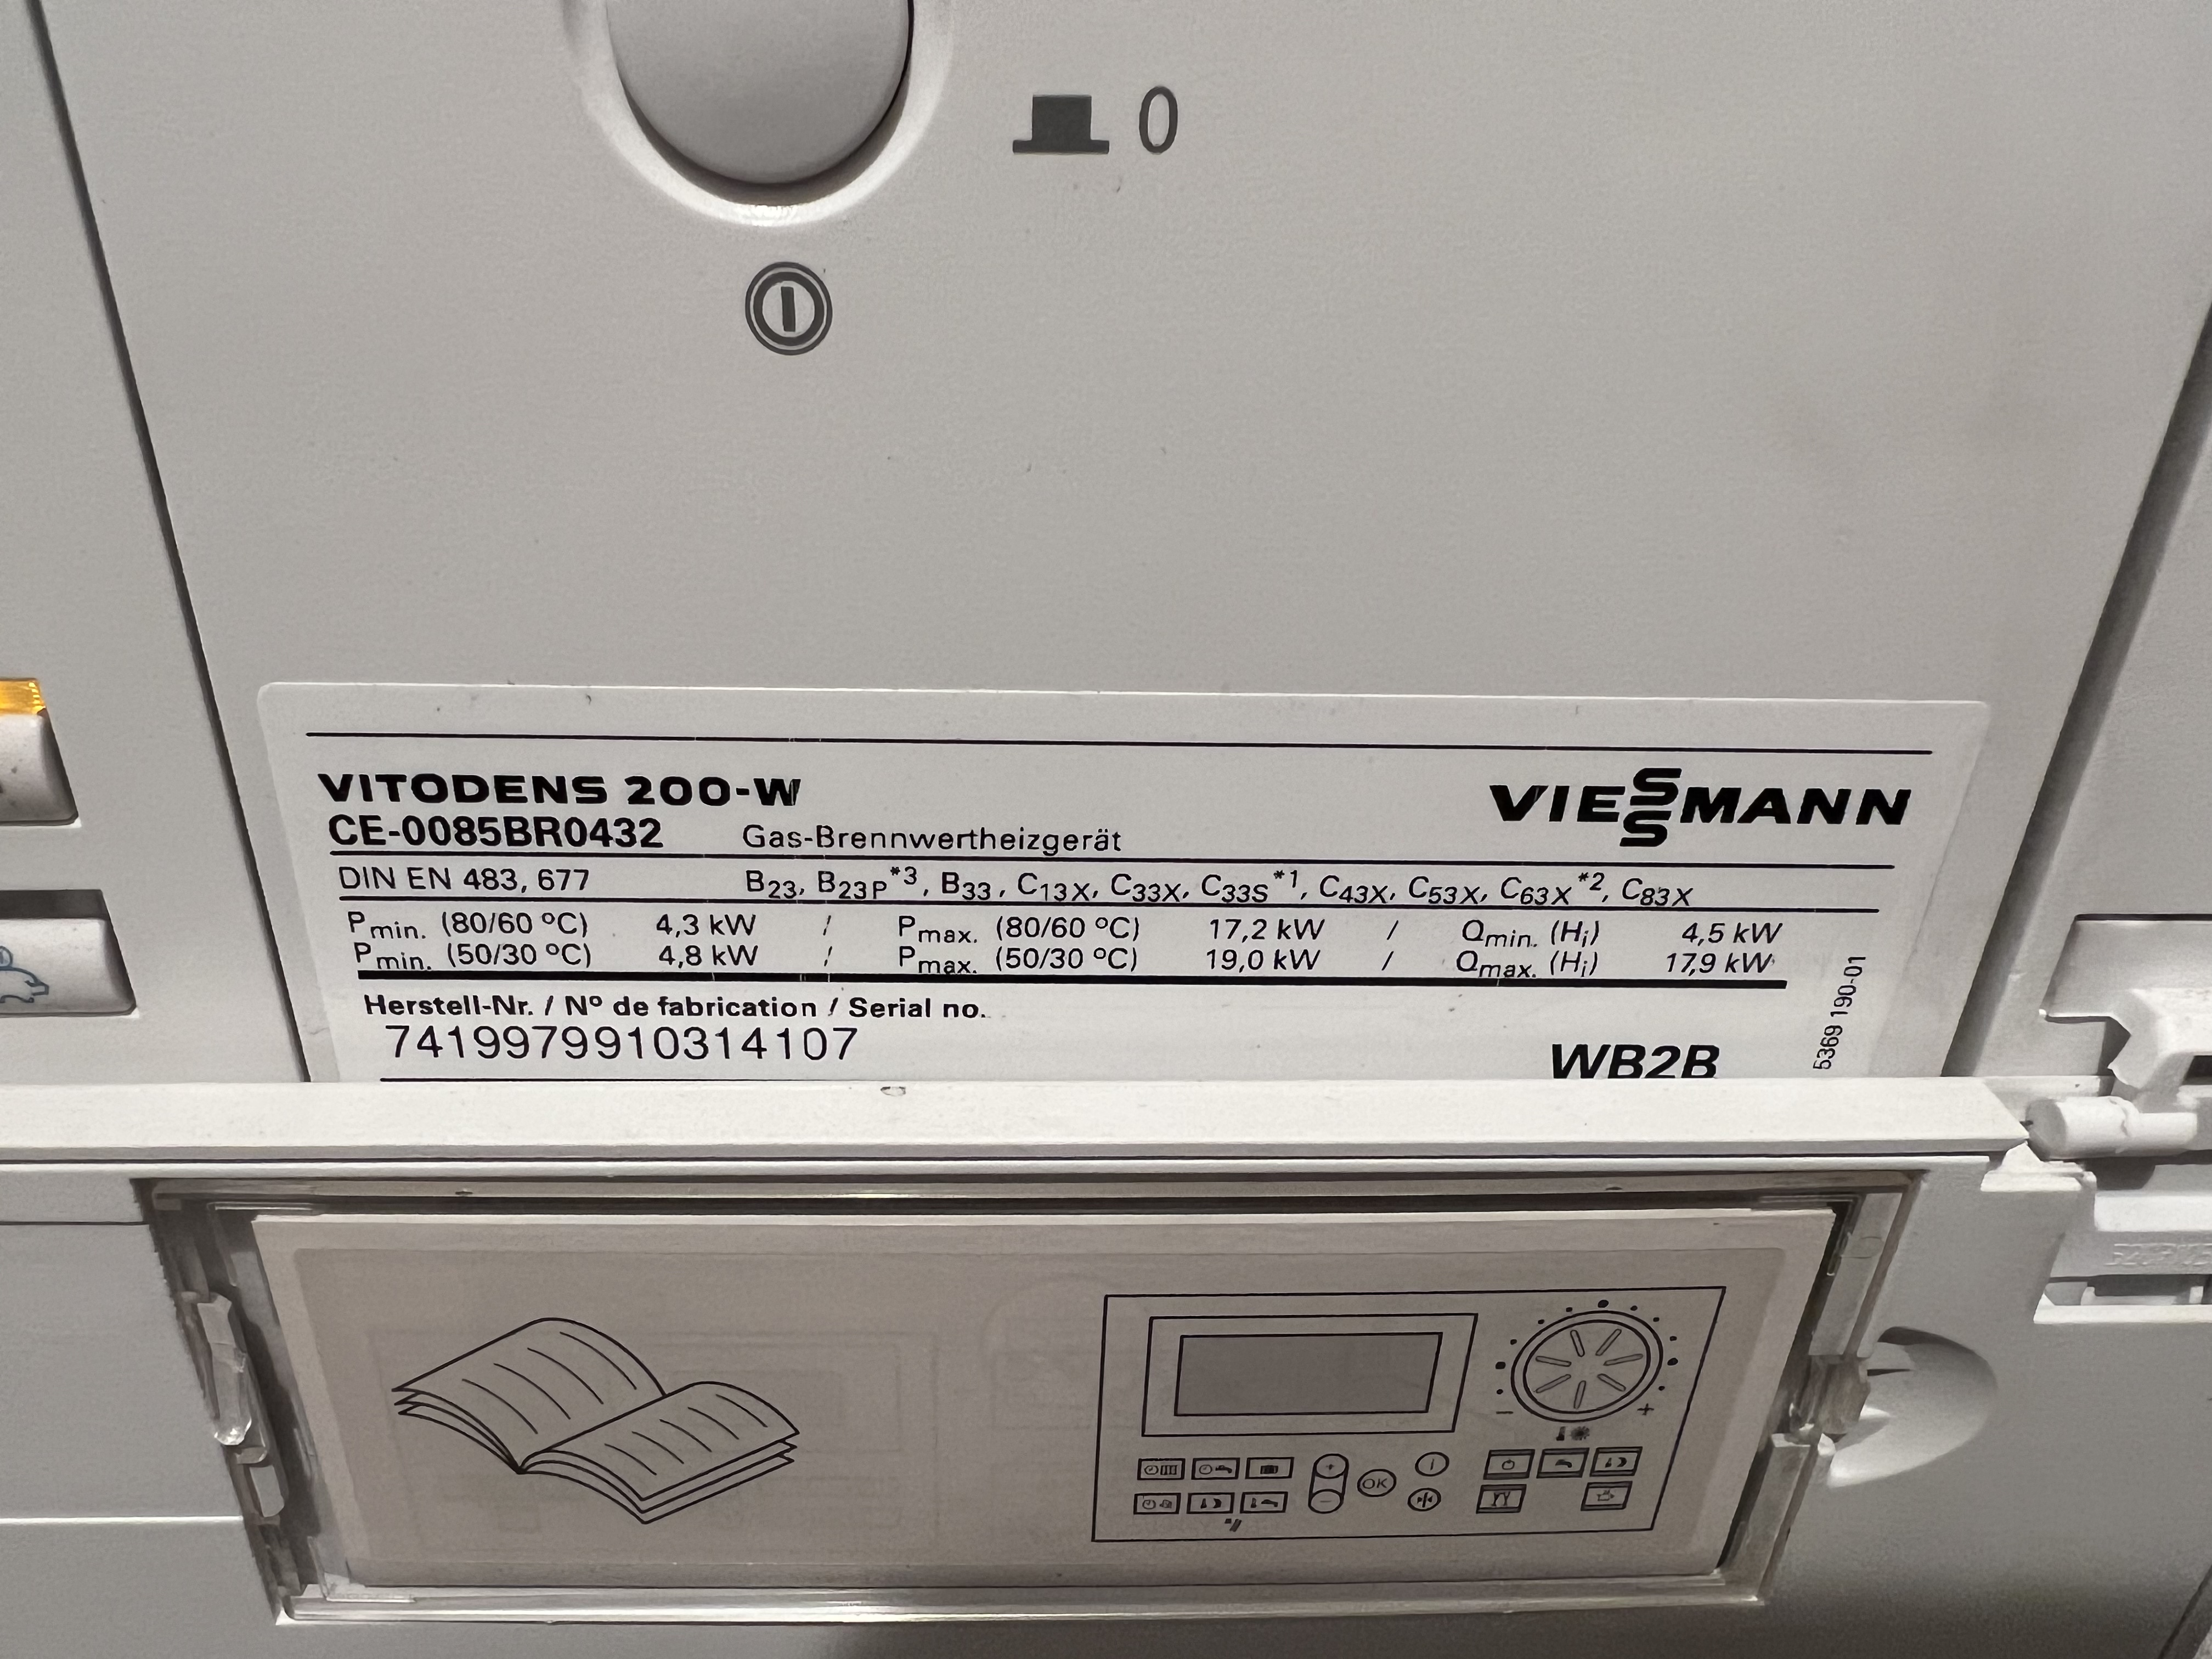 0
VITODENS 200-W
VIESSMANN
CE-0085BR0432 Gas-Brennwertheizgerät
DIN EN 483, 677 B23, B23P*3, B33, C13X, C33X, C33S*1, C43X, C53X, C63X*2, C83X
Pmin. (80/60 °C) 4,3 kW / Pmax. (80/60 °C) 17,2 kW / Qmin. (Hi) 4,5 kW
Pmin. (50/30 °C) 4,8 kW / Pmax. (50/30 °C) 19,0 kW / Qmax. (Hi) 17,9 kW
Herstell-Nr. / Nº de fabrication / Serial no.
7419979910314107
WB2B
5369 190-01
− +
+
OK
i
−